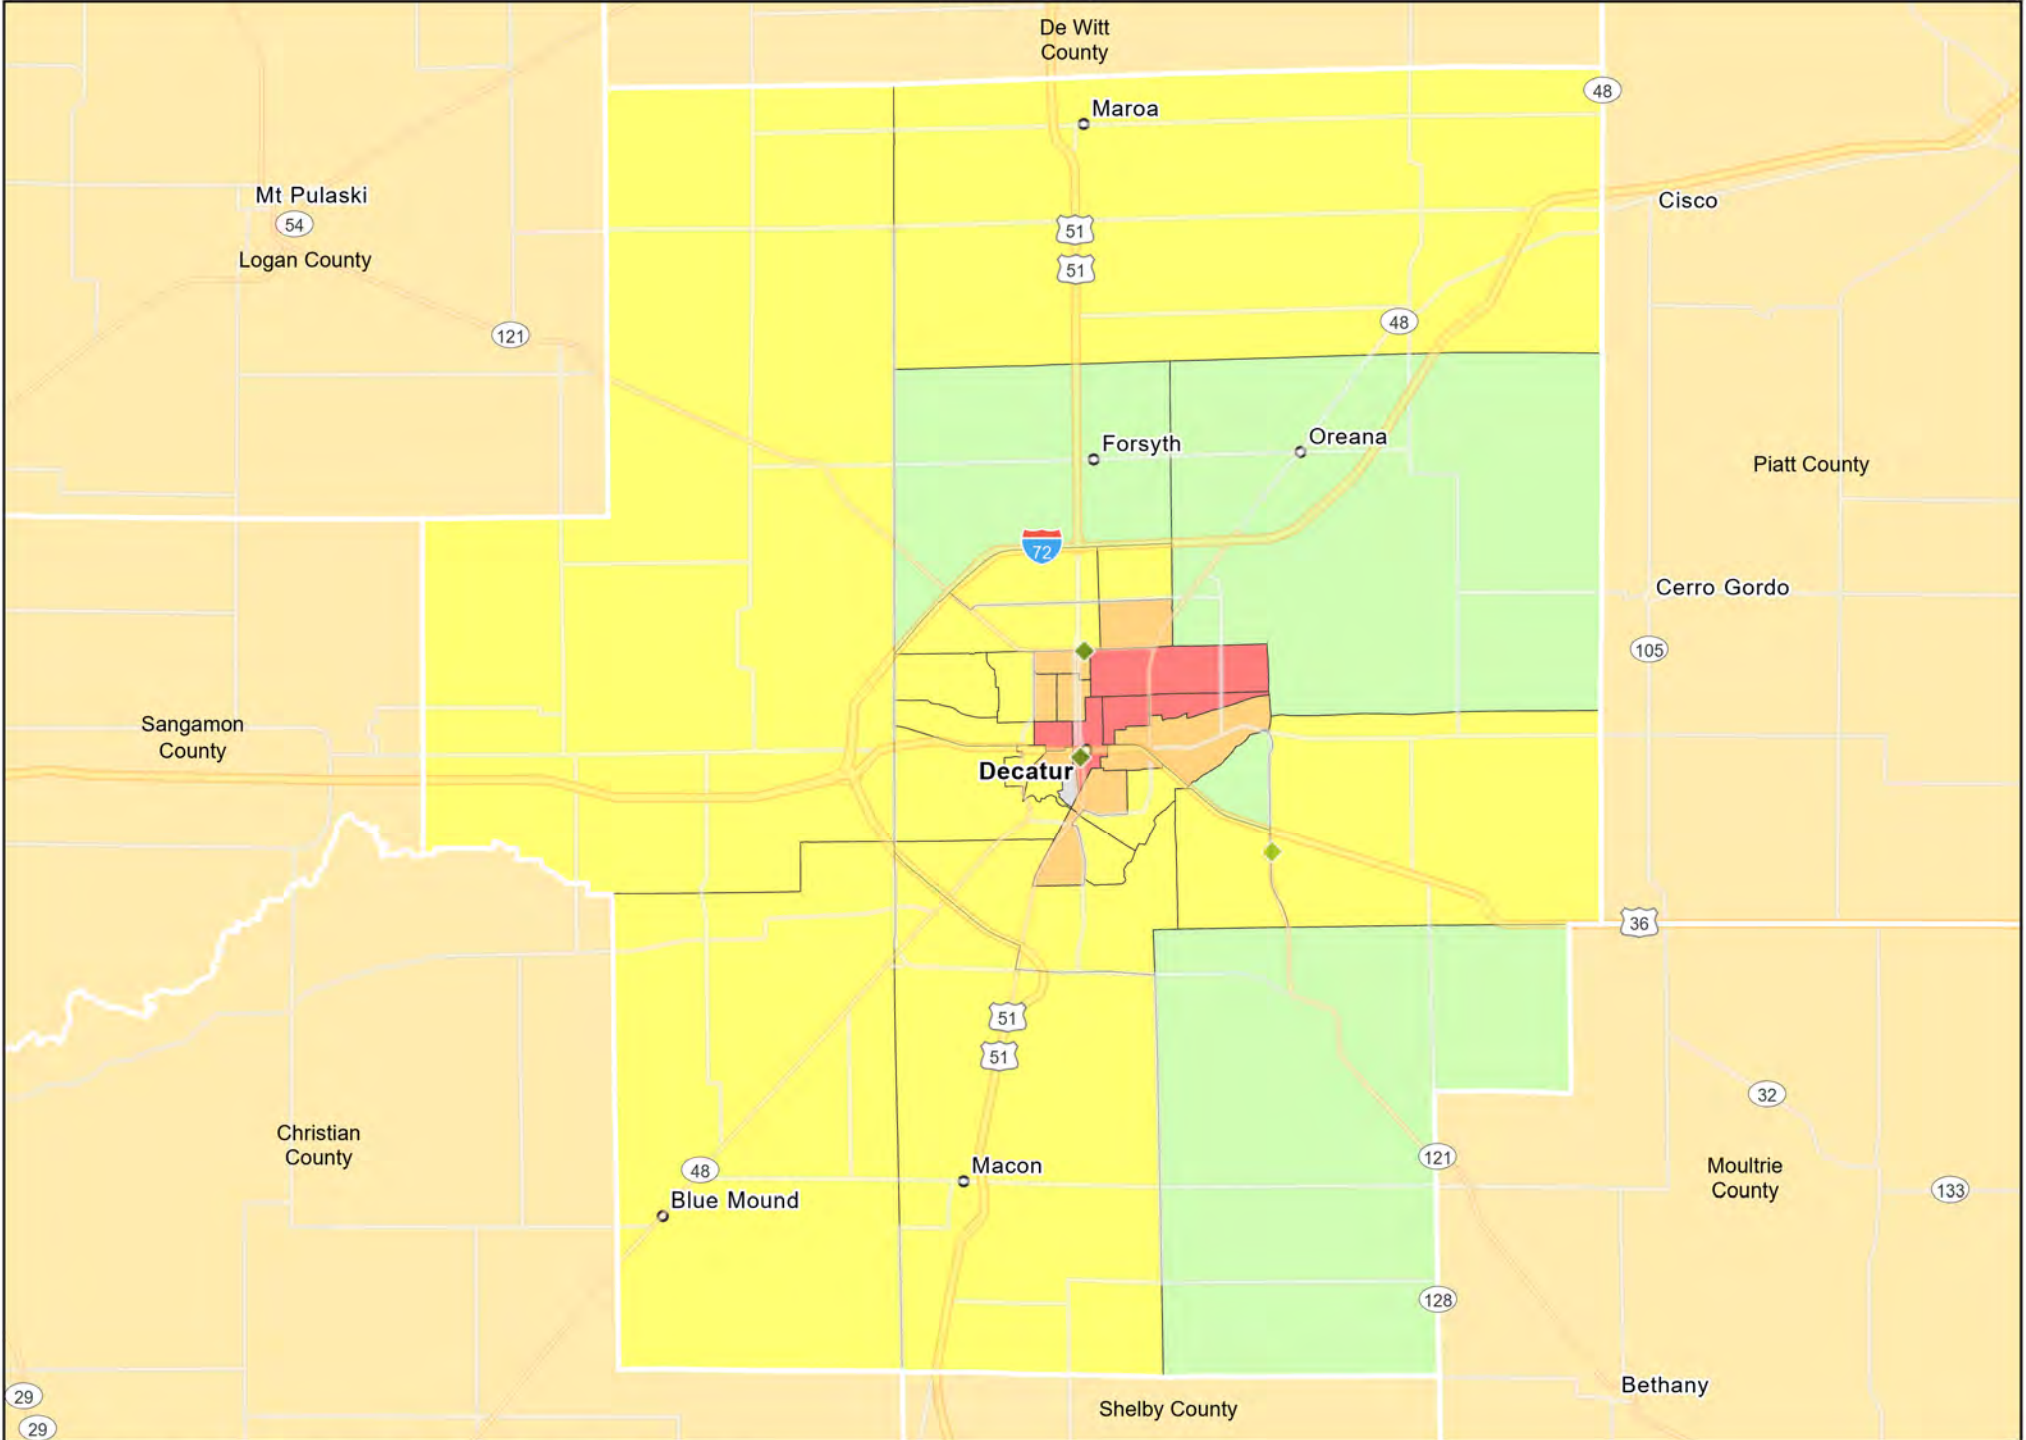 De Witt
County
48
Maroa
Mt Pulaski
54
Cisco
51
Logan County
51
48
121
Forsyth
Oreana
Piatt County
72
Cerro Gordo
105
Sangamon
County
Decatur
36
51
51
32
Christian
County
121
48
Macon
Moultrie
County
133
Blue Mound
128
Bethany
29
Shelby County
29